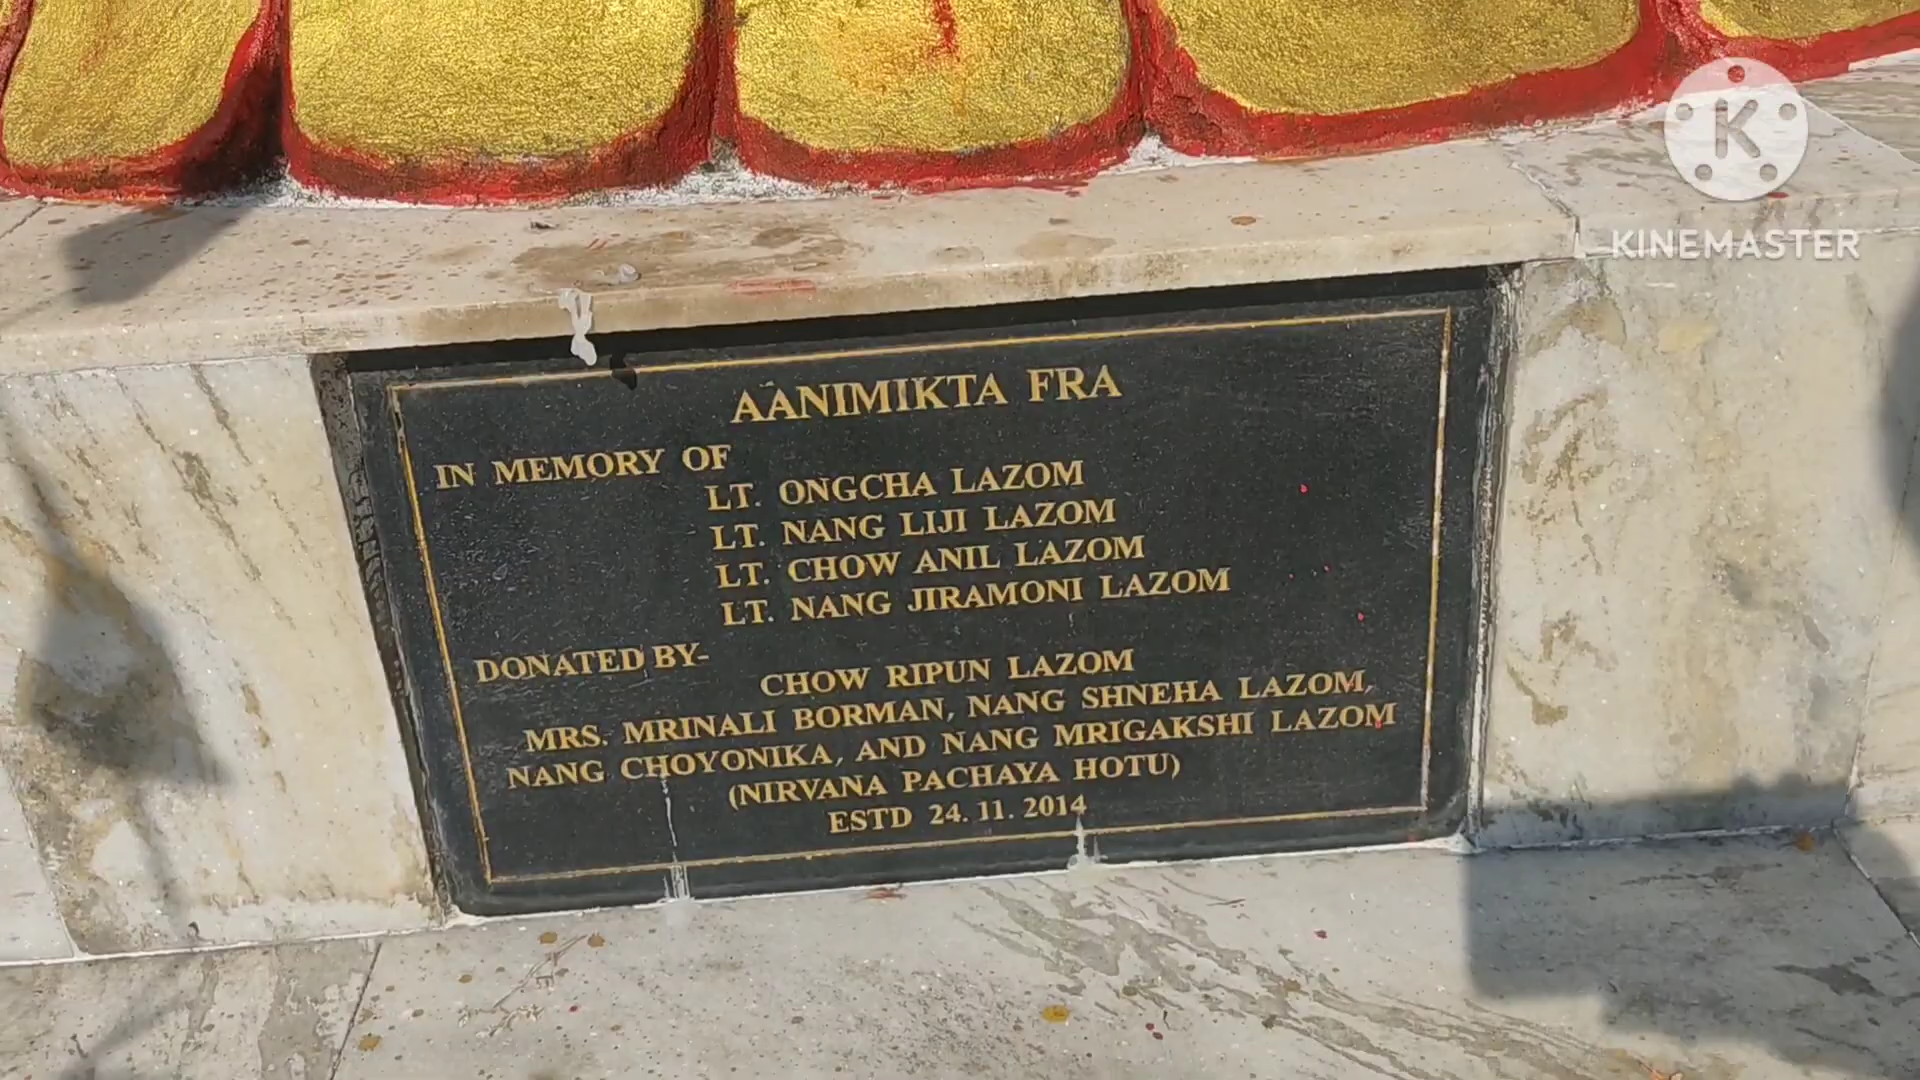 K
KINEMASTER
AANIMIKTA FRA
IN MEMORY OF
LT. ONGCHA LAZOM
LT. NANG LIJI LAZOM
LT. CHOW ANIL LAZOM
LT. NANG JIRAMONI LAZOM
DONATED BY-
CHOW RIPUN LAZOM
MRS. MRINALI BORMAN, NANG SHNEHA LAZOM,
NANG CHOYONIKA, AND NANG MRIGAKSHI LAZOM
(NIRVANA PACHAYA HOTU)
ESTD 24. 11. 2014